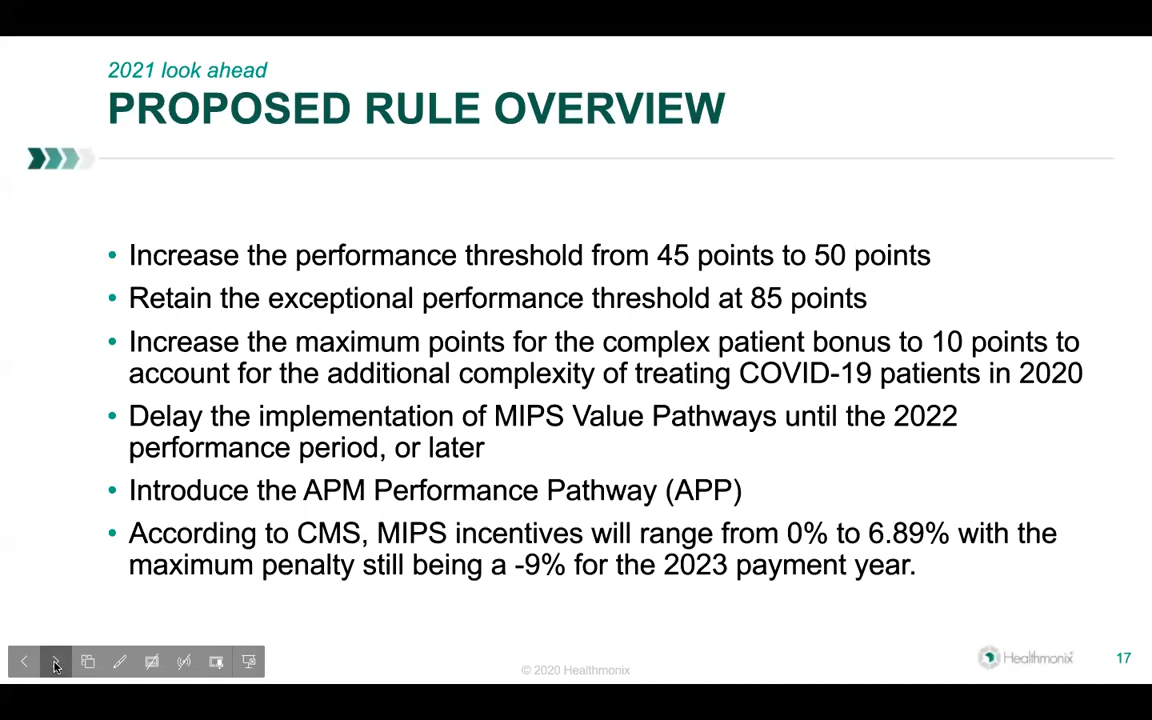 2021 look ahead
PROPOSED RULE OVERVIEW
• Increase the performance threshold from 45 points to 50 points
• Retain the exceptional performance threshold at 85 points
• Increase the maximum points for the complex patient bonus to 10 points to
account for the additional complexity of treating COVID-19 patients in 2020
• Delay the implementation of MIPS Value Pathways until the 2022
performance period, or later
• Introduce the APM Performance Pathway (APP)
• According to CMS, MIPS incentives will range from 0% to 6.89% with the
maximum penalty still being a -9% for the 2023 payment year.
© 2020 Healthmonix
Healthmonix
17